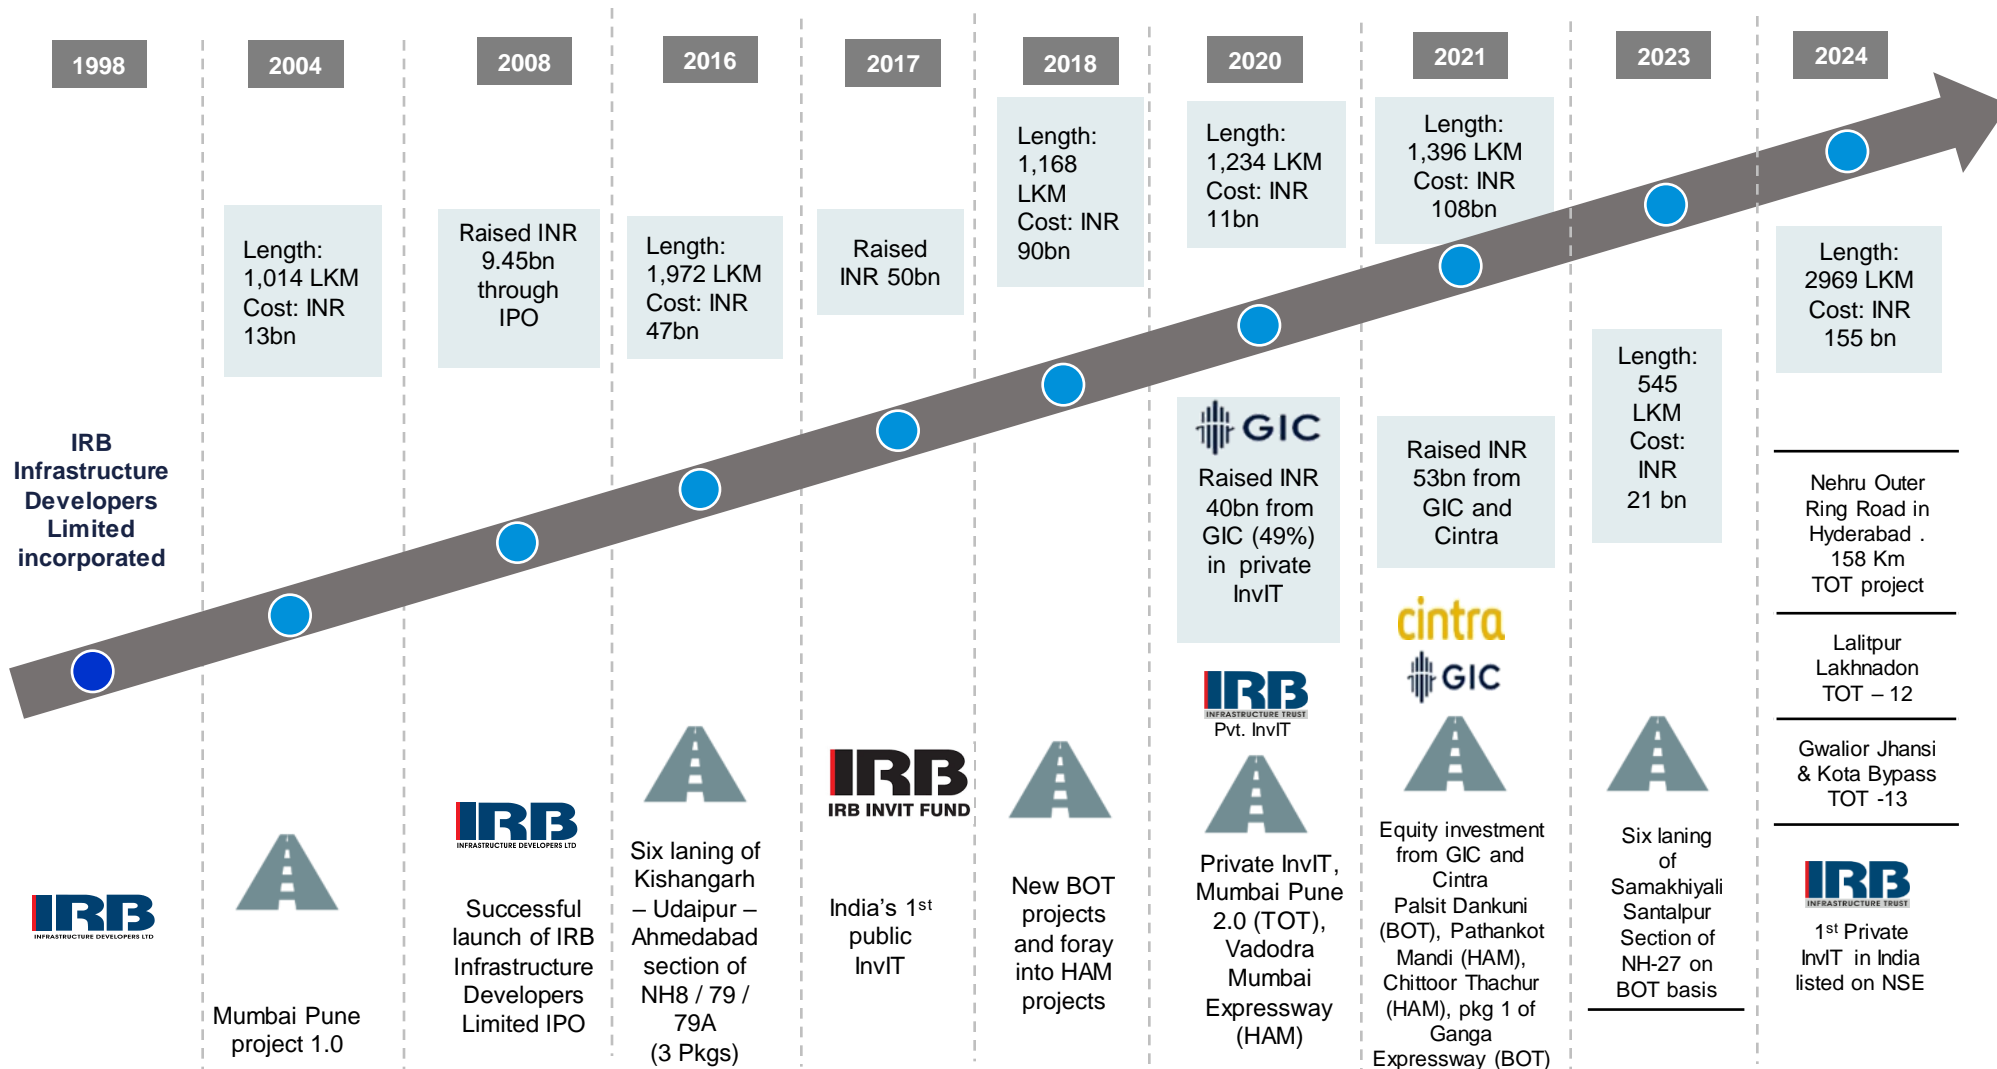 1998
IRB
Infrastructure
Developers
Limited
incorporated
IRB
INFRASTRUCTURE DEVELOPERS LTD
2004
Length:
1,014 LKM
Cost: INR
13bn
Mumbai Pune
project 1.0
2008
Raised INR
9.45bn
through
IPO
IRB
INFRASTRUCTURE DEVELOPERS LTD
Successful
launch of IRB
Infrastructure
Developers
Limited IPO
2016
Length:
1,972 LKM
Cost: INR
47bn
Six laning of
Kishangarh
– Udaipur –
Ahmedabad
section of
NH8 / 79 /
79A
(3 Pkgs)
2017
Raised
INR 50bn
IRB
IRB INVIT FUND
India’s 1st
public
InvIT
2018
Length:
1,168
LKM
Cost: INR
90bn
New BOT
projects
and foray
into HAM
projects
2020
Length:
1,234 LKM
Cost: INR
11bn
GIC
Raised INR
40bn from
GIC (49%)
in private
InvIT
IRB
INFRASTRUCTURE TRUST
Pvt. InvIT
Private InvIT,
Mumbai Pune
2.0 (TOT),
Vadodra
Mumbai
Expressway
(HAM)
2021
Length:
1,396 LKM
Cost: INR
108bn
Raised INR
53bn from
GIC and
Cintra
cintra
GIC
Equity investment
from GIC and
Cintra
Palsit Dankuni
(BOT), Pathankot
Mandi (HAM),
Chittoor Thachur
(HAM), pkg 1 of
Ganga
Expressway (BOT)
2023
Length:
545
LKM
Cost:
INR
21 bn
Six laning
of
Samakhiyali
Santalpur
Section of
NH-27 on
BOT basis
2024
Length:
2969 LKM
Cost: INR
155 bn
Nehru Outer
Ring Road in
Hyderabad .
158 Km
TOT project
Lalitpur
Lakhnadon
TOT – 12
Gwalior Jhansi
& Kota Bypass
TOT -13
IRB
INFRASTRUCTURE TRUST
1st Private
InvIT in India
listed on NSE